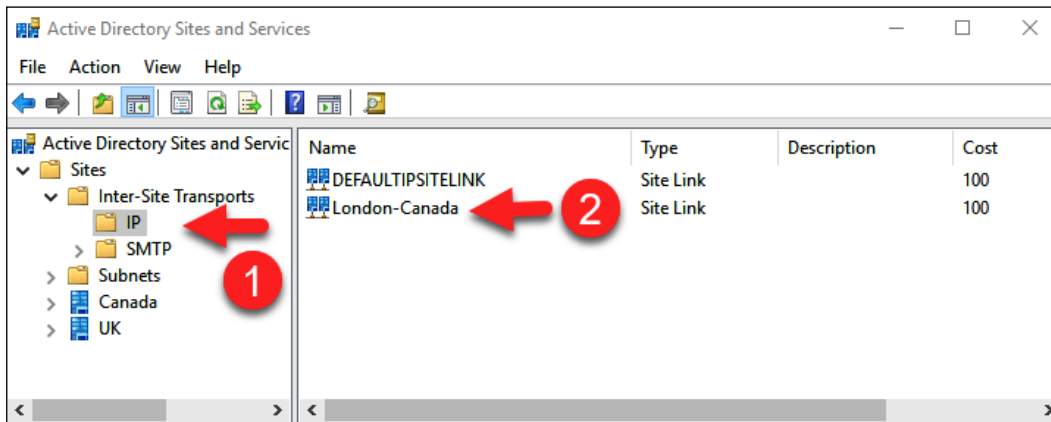 Active Directory Sites and Services
File Action View Help
Active Directory Sites and Servic
Name Type Description Cost
Sites
DEFAULTIPSITELINK Site Link 100
Inter-Site Transports
London-Canada Site Link 100
2
IP
SMTP
1
Subnets
Canada
UK